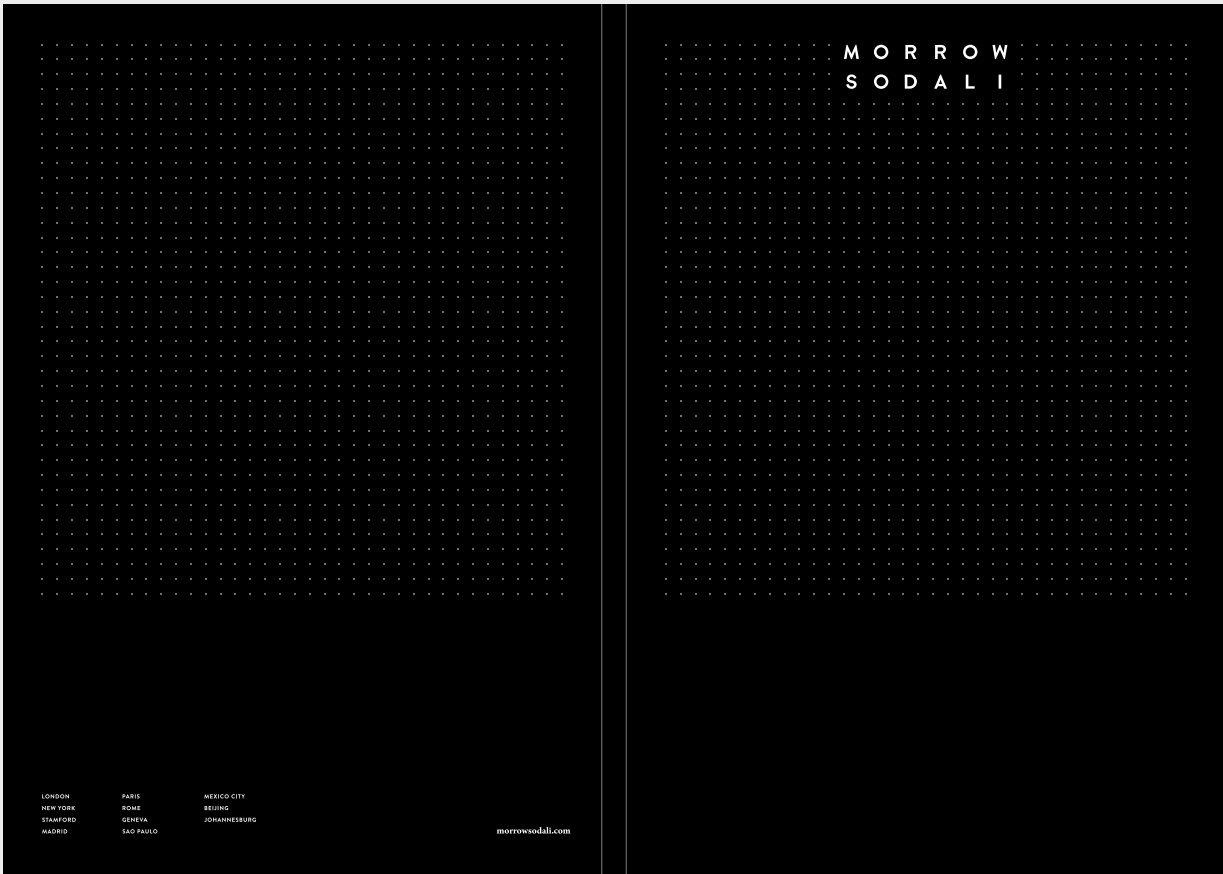 MORROW
SODALI
LONDON
NEW YORK
STAMFORD
MADRID
PARIS
ROME
GENEVA
SAO PAULO
MEXICO CITY
BEIJING
JOHANNESBURG
morrowsodali.com